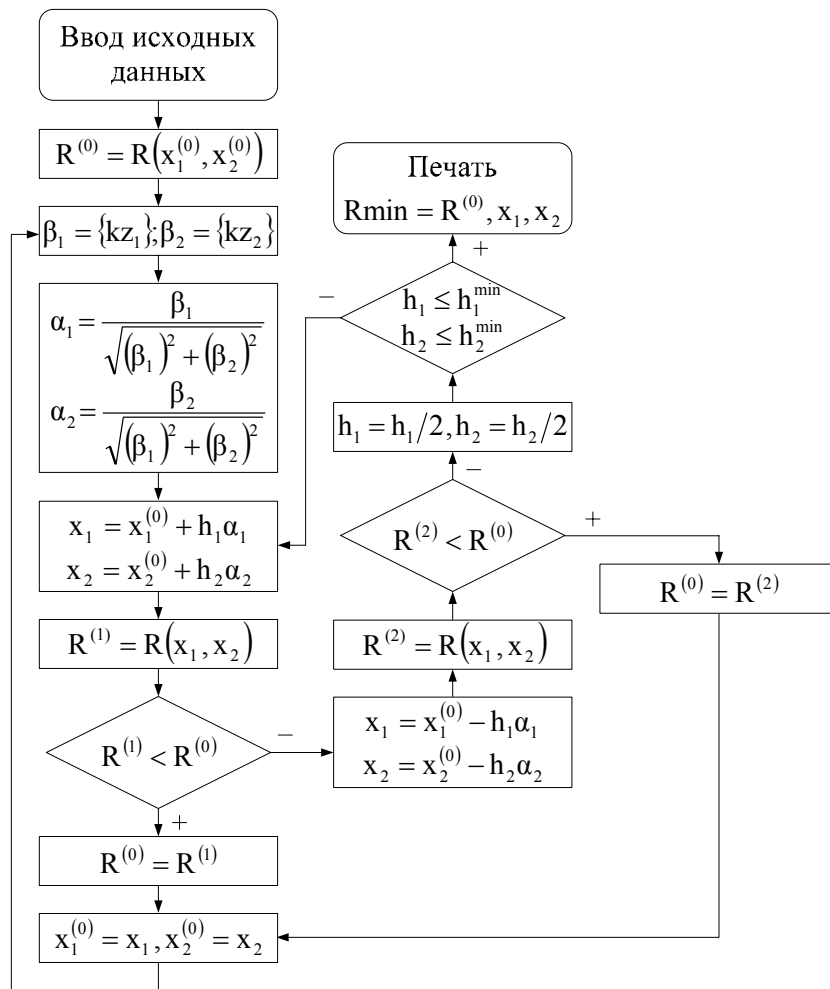 Ввод исходных
данных
R^(0) = R(x₁^(0), x₂^(0))
β₁ = {kz₁}; β₂ = {kz₂}
α₁ = β₁ / √((β₁)² + (β₂)²)
α₂ = β₂ / √((β₁)² + (β₂)²)
x₁ = x₁^(0) + h₁α₁
x₂ = x₂^(0) + h₂α₂
R^(1) = R(x₁, x₂)
R^(1) < R^(0)
−
+
R^(0) = R^(1)
x₁^(0) = x₁, x₂^(0) = x₂
x₁ = x₁^(0) − h₁α₁
x₂ = x₂^(0) − h₂α₂
R^(2) = R(x₁, x₂)
R^(2) < R^(0)
+
−
R^(0) = R^(2)
h₁ = h₁/2, h₂ = h₂/2
h₁ ≤ h₁^min
h₂ ≤ h₂^min
−
+
Печать
Rmin = R^(0), x₁, x₂